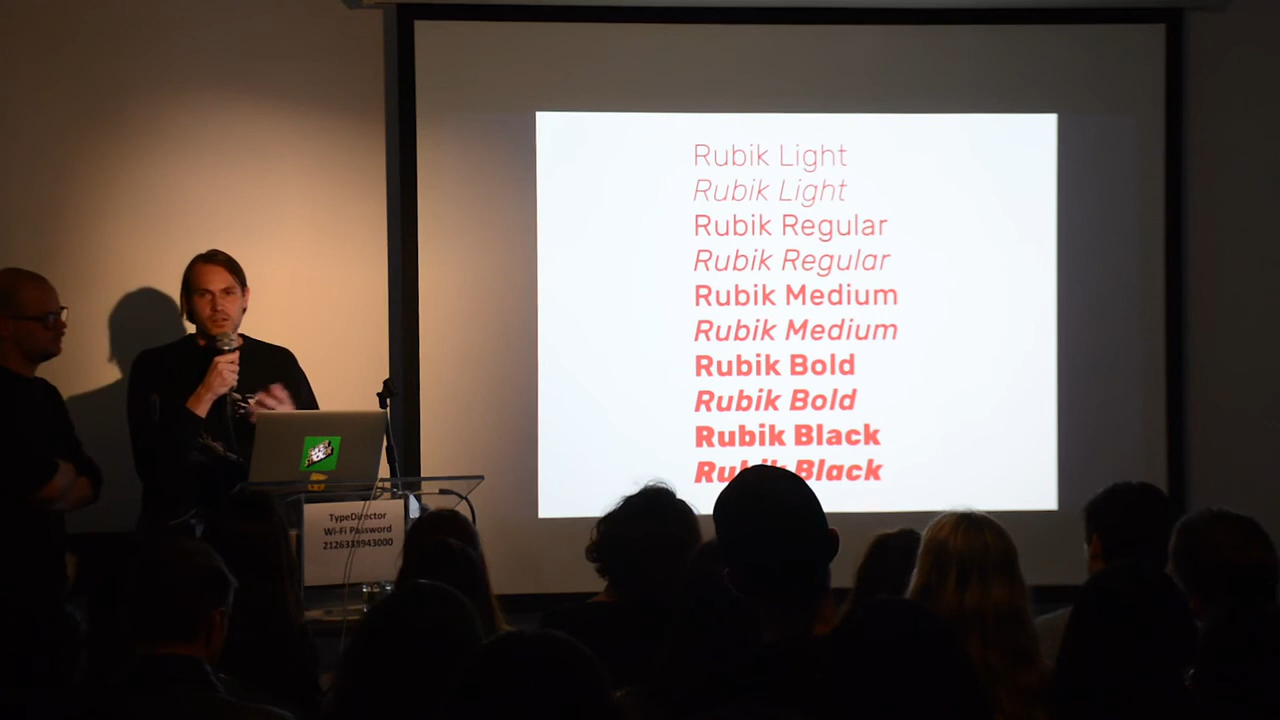 Rubik Light
Rubik Light
Rubik Regular
Rubik Regular
Rubik Medium
Rubik Medium
Rubik Bold
Rubik Bold
Rubik Black
Rubik Black
TypeDirector
Wi-Fi Password
2126339943000